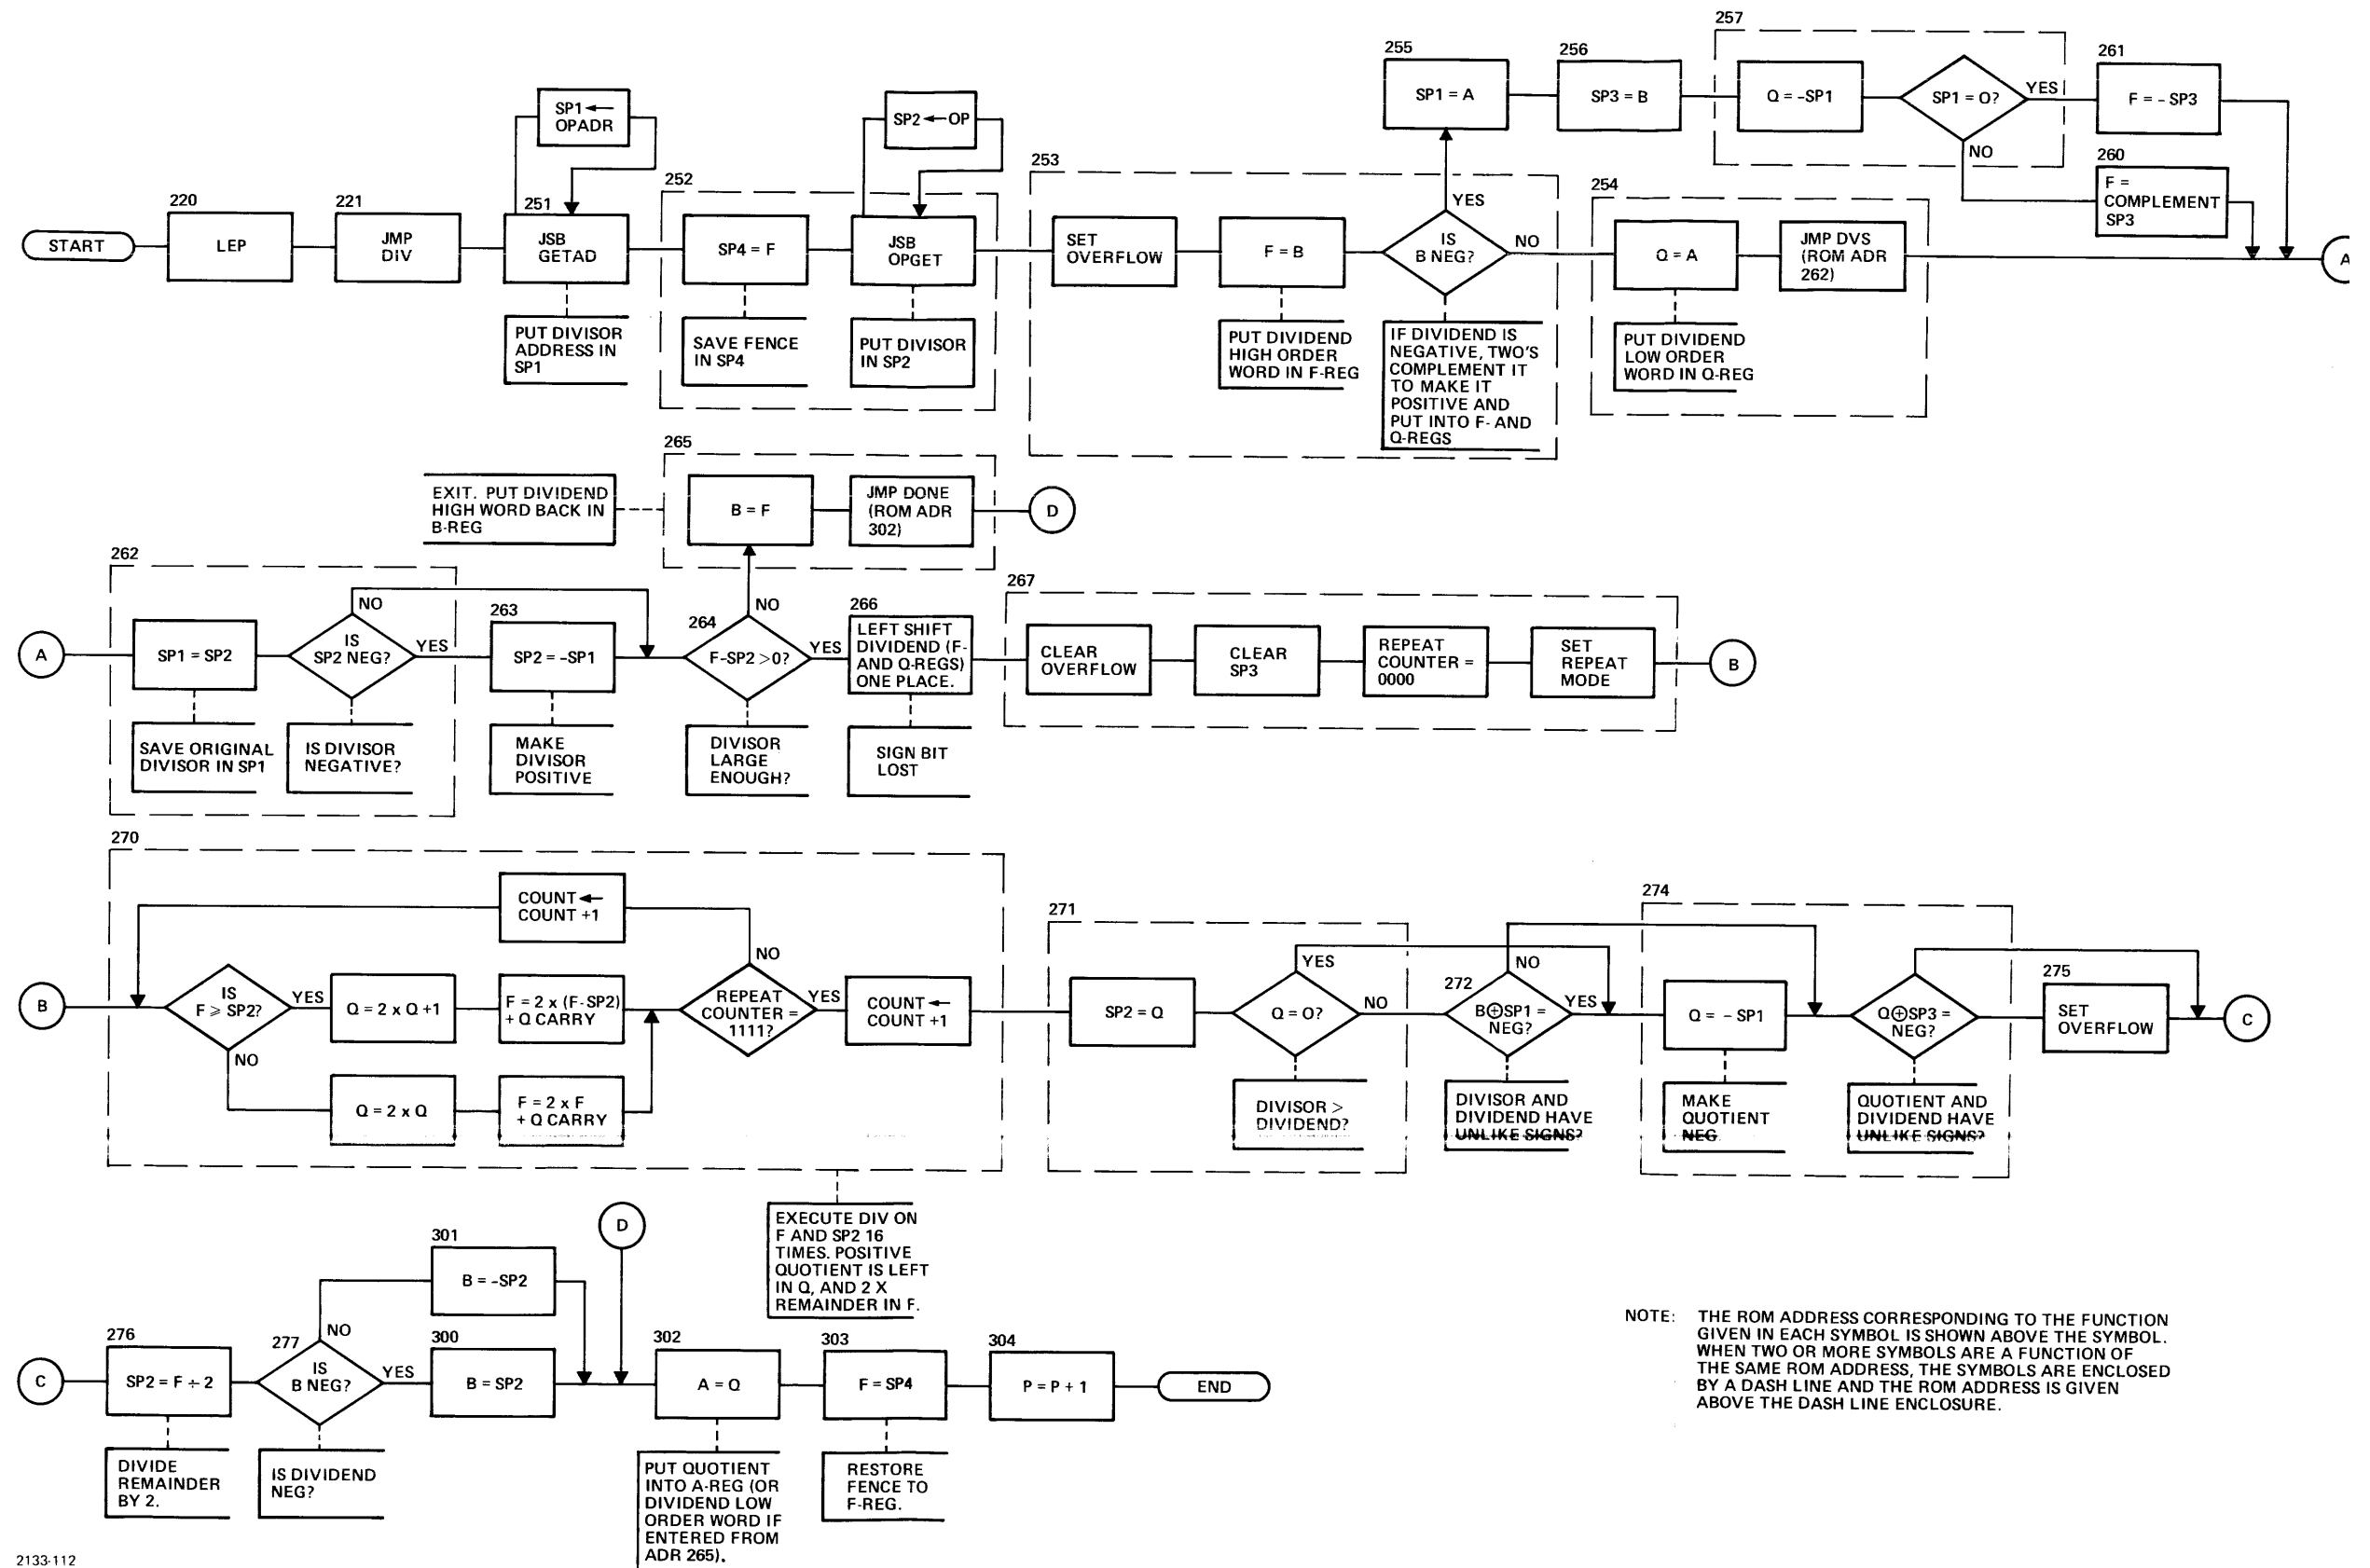 257
255
256
261
SP1 = A
SP3 = B
Q = -SP1
SP1 = O?
YES
F = - SP3
NO
260
F =
COMPLEMENT
SP3
SP1 ←
OPADR
SP2 ← OP
220
221
251
252
253
254
START
LEP
JMP
DIV
JSB
GETAD
SP4 = F
JSB
OPGET
SET
OVERFLOW
F = B
YES
IS
B NEG?
NO
Q = A
JMP DVS
(ROM ADR
262)
A
PUT DIVISOR
ADDRESS IN
SP1
SAVE FENCE
IN SP4
PUT DIVISOR
IN SP2
PUT DIVIDEND
HIGH ORDER
WORD IN F-REG
IF DIVIDEND IS
NEGATIVE, TWO'S
COMPLEMENT IT
TO MAKE IT
POSITIVE AND
PUT INTO F- AND
Q-REGS
PUT DIVIDEND
LOW ORDER
WORD IN Q-REG
265
EXIT. PUT DIVIDEND
HIGH WORD BACK IN
B-REG
B = F
JMP DONE
(ROM ADR
302)
D
262
A
SP1 = SP2
NO
IS
SP2 NEG?
YES
263
SP2 = -SP1
264
NO
F-SP2 >0?
YES
266
LEFT SHIFT
DIVIDEND (F-
AND Q-REGS)
ONE PLACE.
267
CLEAR
OVERFLOW
CLEAR
SP3
REPEAT
COUNTER =
0000
SET
REPEAT
MODE
B
SAVE ORIGINAL
DIVISOR IN SP1
IS DIVISOR
NEGATIVE?
MAKE
DIVISOR
POSITIVE
DIVISOR
LARGE
ENOUGH?
SIGN BIT
LOST
270
COUNT ←
COUNT +1
B
IS
F ⩾ SP2?
YES
NO
Q = 2 x Q +1
F = 2 x (F-SP2)
+ Q CARRY
Q = 2 x Q
F = 2 x F
+ Q CARRY
NO
REPEAT
COUNTER =
1111?
YES
COUNT ←
COUNT +1
271
SP2 = Q
YES
Q = O?
NO
272
NO
B⊕SP1 =
NEG?
YES
274
Q = - SP1
Q⊕SP3 =
NEG?
275
SET
OVERFLOW
C
DIVISOR >
DIVIDEND?
DIVISOR AND
DIVIDEND HAVE
UNLIKE SIGNS?
MAKE
QUOTIENT
NEG.
QUOTIENT AND
DIVIDEND HAVE
UNLIKE SIGNS?
EXECUTE DIV ON
F AND SP2 16
TIMES. POSITIVE
QUOTIENT IS LEFT
IN Q, AND 2 X
REMAINDER IN F.
D
301
B = -SP2
C
276
SP2 = F ÷ 2
277
NO
IS
B NEG?
YES
300
B = SP2
302
A = Q
303
F = SP4
304
P = P + 1
END
DIVIDE
REMAINDER
BY 2.
IS DIVIDEND
NEG?
PUT QUOTIENT
INTO A-REG (OR
DIVIDEND LOW
ORDER WORD IF
ENTERED FROM
ADR 265).
RESTORE
FENCE TO
F-REG.
NOTE: THE ROM ADDRESS CORRESPONDING TO THE FUNCTION
GIVEN IN EACH SYMBOL IS SHOWN ABOVE THE SYMBOL.
WHEN TWO OR MORE SYMBOLS ARE A FUNCTION OF
THE SAME ROM ADDRESS, THE SYMBOLS ARE ENCLOSED
BY A DASH LINE AND THE ROM ADDRESS IS GIVEN
ABOVE THE DASH LINE ENCLOSURE.
2133-112